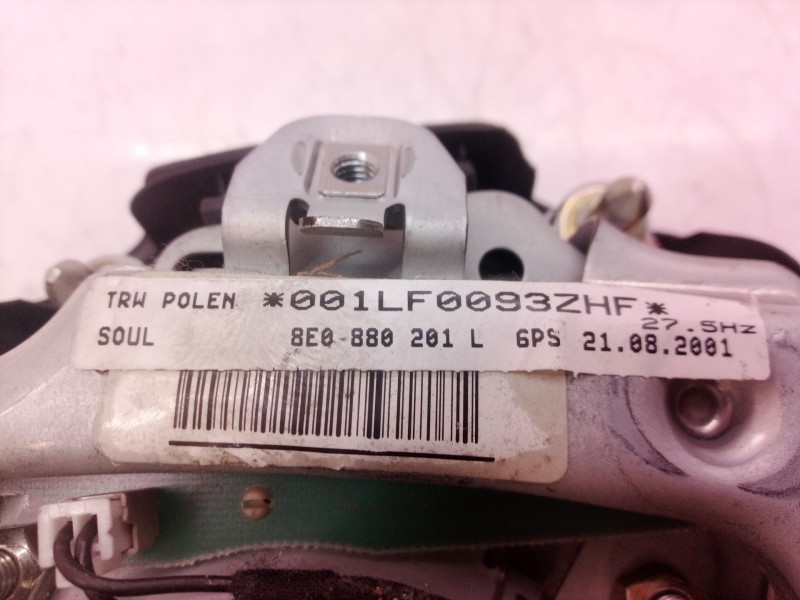 TRW POLEN *001LF0093ZHF*
27.5Hz
SOUL 8E0-880 201 L 6PS 21.08.2001